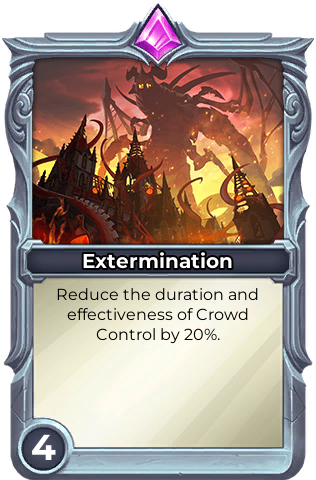 Extermination
Reduce the duration and
effectiveness of Crowd
Control by 20%.
4